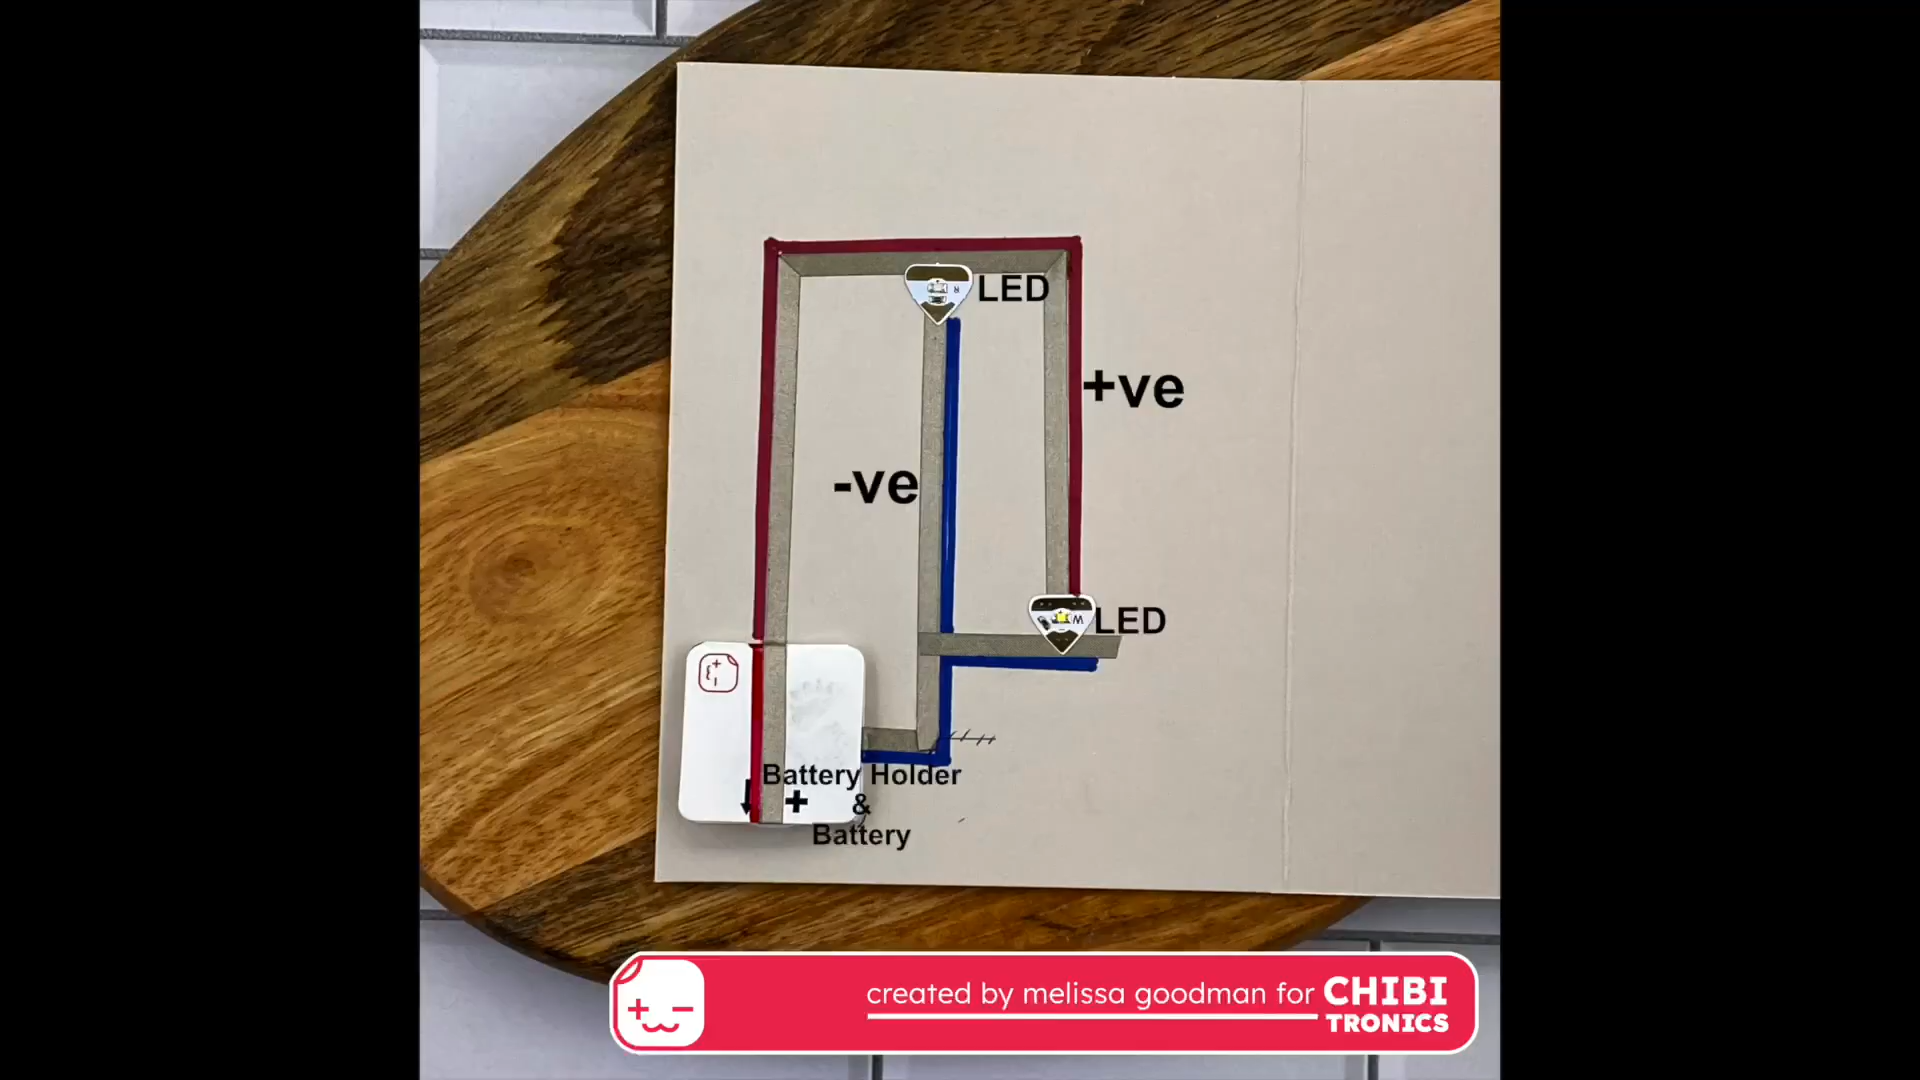 LED
+ve
-ve
LED
Battery Holder
+ &
Battery
created by melissa goodman for CHIBI
TRONICS